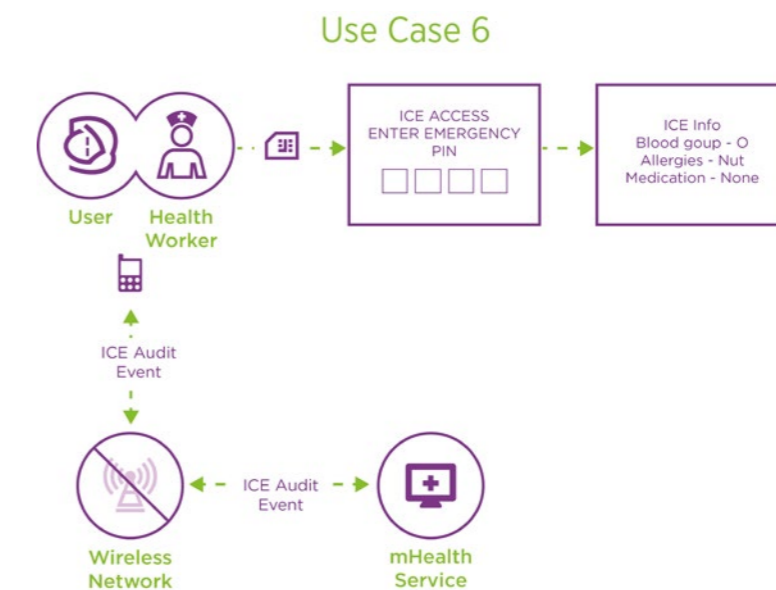 Use Case 6
ICE ACCESS
ENTER EMERGENCY
PIN
ICE Info
Blood goup - O
Allergies - Nut
Medication - None
User
Health
Worker
ICE Audit
Event
ICE Audit
Event
Wireless
Network
mHealth
Service